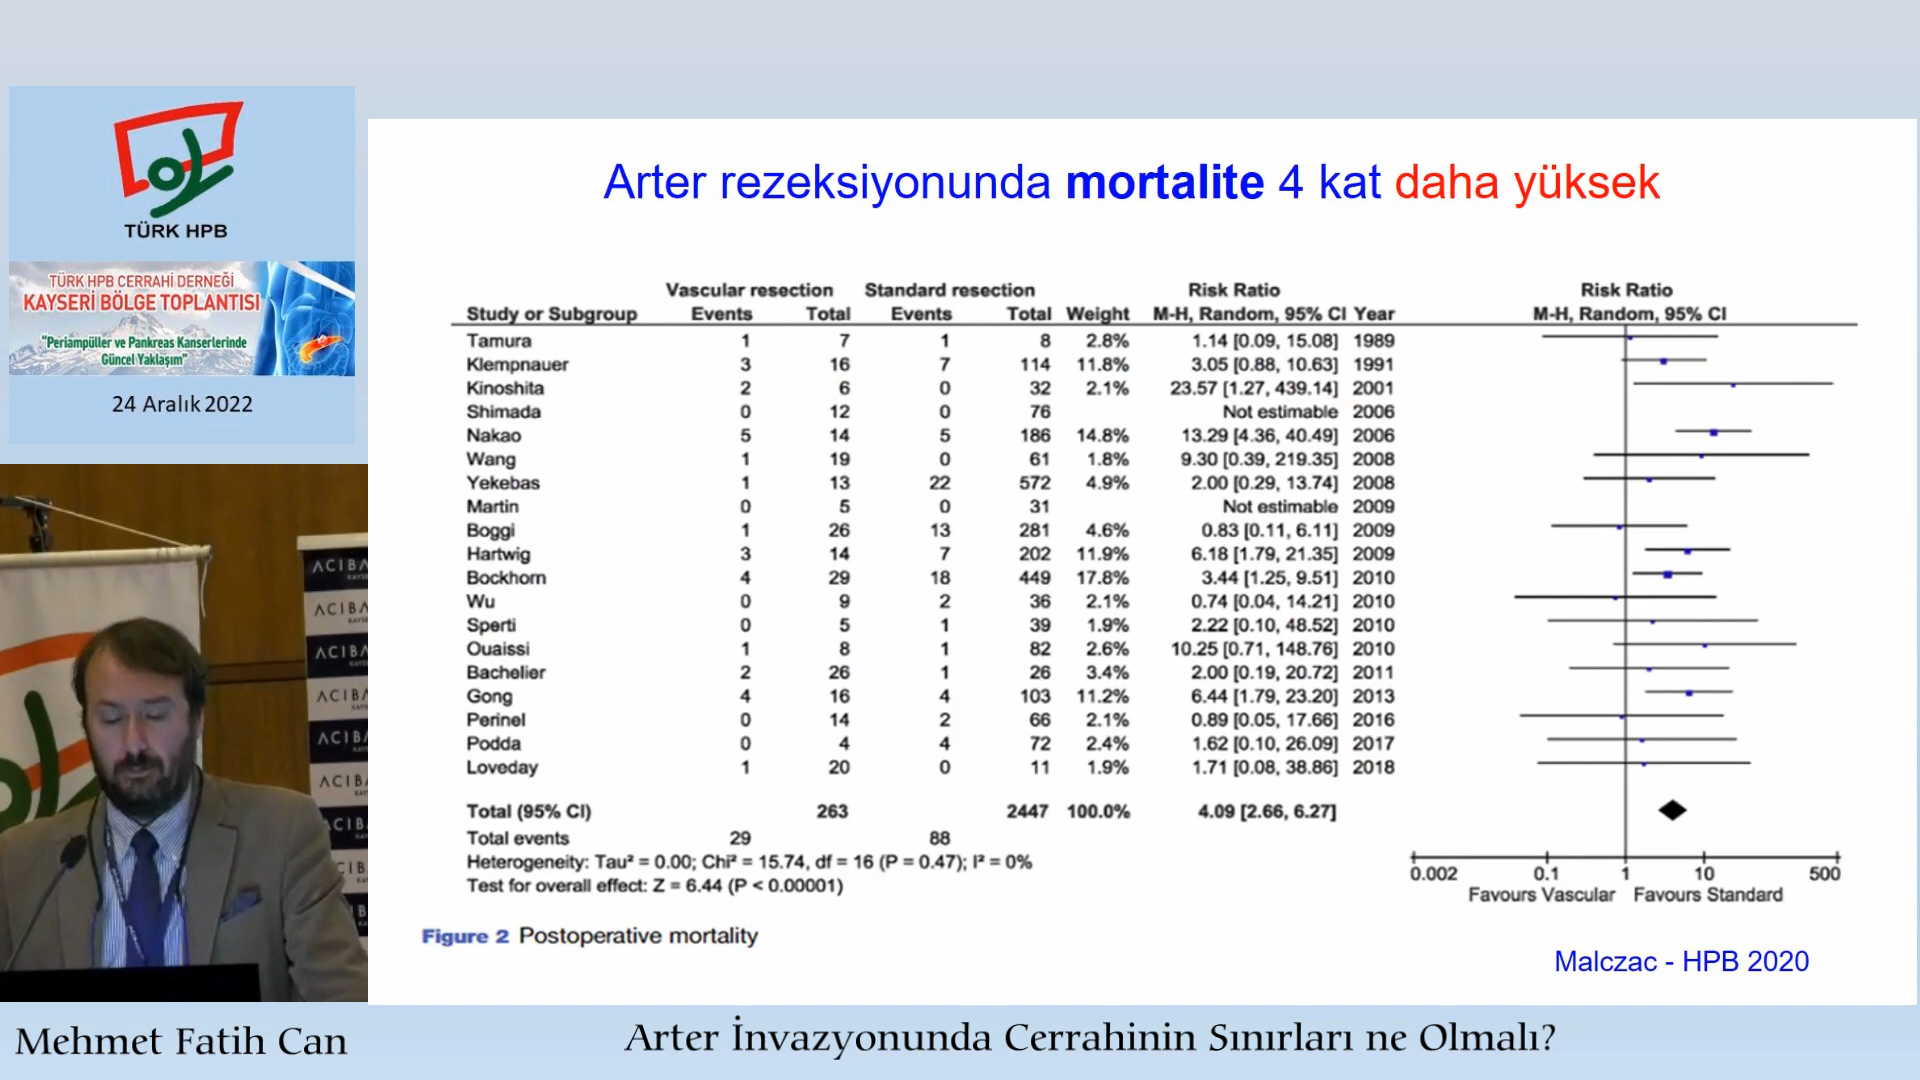 TÜRK HPB
TÜRK HPB CERRAHİ DERNEĞİ
KAYSERİ BÖLGE TOPLANTISI
"Periampüller ve Pankreas Kanserlerinde
Güncel Yaklaşım"
24 Aralık 2022
Arter rezeksiyonunda mortalite 4 kat daha yüksek
Vascular resection Standard resection Risk Ratio Risk Ratio
Study or Subgroup Events Total Events Total Weight M-H, Random, 95% CI Year M-H, Random, 95% CI
Tamura 1 7 1 8 2.8% 1.14 [0.09, 15.08] 1989
Klempnauer 3 16 7 114 11.8% 3.05 [0.88, 10.63] 1991
Kinoshita 2 6 0 32 2.1% 23.57 [1.27, 439.14] 2001
Shimada 0 12 0 76 Not estimable 2006
Nakao 5 14 5 186 14.8% 13.29 [4.36, 40.49] 2006
Wang 1 19 0 61 1.8% 9.30 [0.39, 219.35] 2008
Yekebas 1 13 22 572 4.9% 2.00 [0.29, 13.74] 2008
Martin 0 5 0 31 Not estimable 2009
Boggi 1 26 13 281 4.6% 0.83 [0.11, 6.11] 2009
Hartwig 3 14 7 202 11.9% 6.18 [1.79, 21.35] 2009
Bockhorn 4 29 18 449 17.8% 3.44 [1.25, 9.51] 2010
Wu 0 9 2 36 2.1% 0.74 [0.04, 14.21] 2010
Sperti 0 5 1 39 1.9% 2.22 [0.10, 48.52] 2010
Ouaissi 1 8 1 82 2.6% 10.25 [0.71, 148.76] 2010
Bachelier 2 26 1 26 3.4% 2.00 [0.19, 20.72] 2011
Gong 4 16 4 103 11.2% 6.44 [1.79, 23.20] 2013
Perinel 0 14 2 66 2.1% 0.89 [0.05, 17.66] 2016
Podda 0 4 4 72 2.4% 1.62 [0.10, 26.09] 2017
Loveday 1 20 0 11 1.9% 1.71 [0.08, 38.86] 2018
Total (95% CI) 263 2447 100.0% 4.09 [2.66, 6.27]
Total events 29 88
Heterogeneity: Tau² = 0.00; Chi² = 15.74, df = 16 (P = 0.47); I² = 0%
Test for overall effect: Z = 6.44 (P < 0.00001)
0.002 0.1 1 10 500
Favours Vascular Favours Standard
Figure 2 Postoperative mortality
Malczac - HPB 2020
ACIBA
ACIBA
ACIBA
ACIBA
ACIBA
ACIBA
ACIB
Mehmet Fatih Can
Arter İnvazyonunda Cerrahinin Sınırları ne Olmalı?